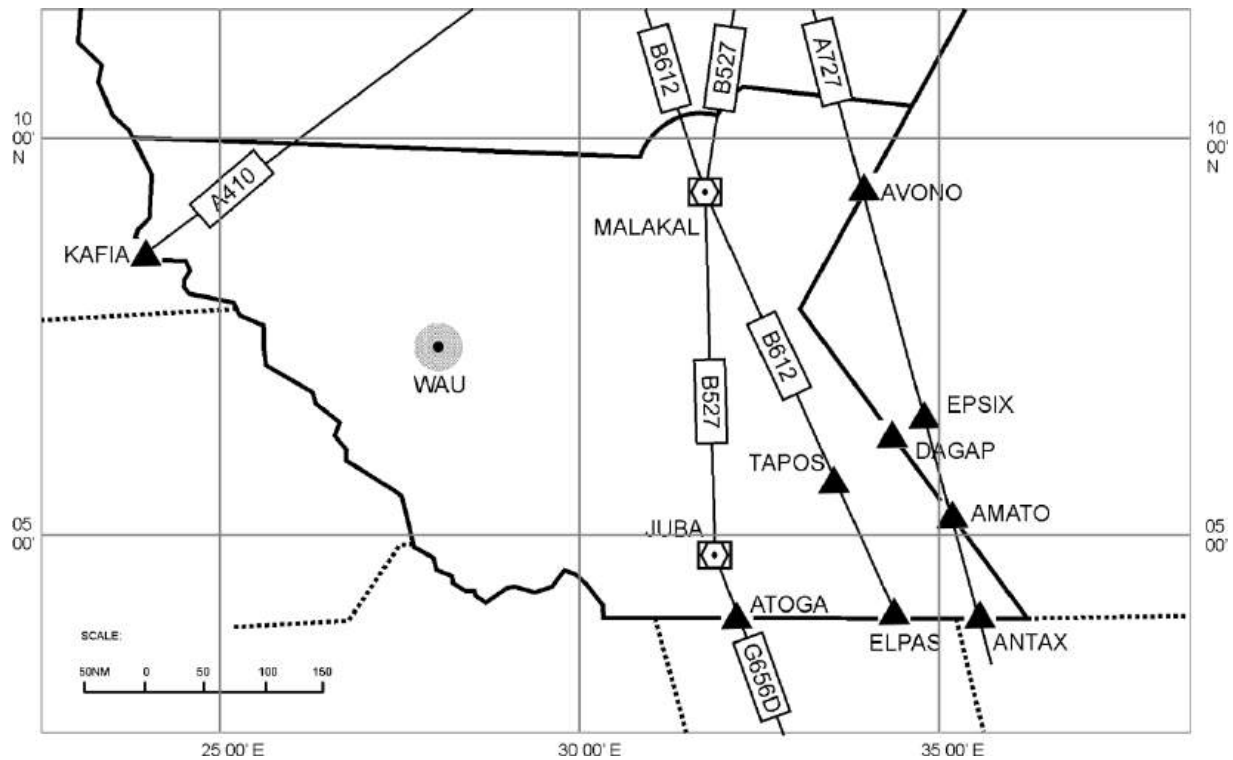 B612
B527
A727
10
00'
N
10
00'
N
A410
AVONO
MALAKAL
KAFIA
WAU
B612
B527
EPSIX
DAGAP
TAPOS
AMATO
JUBA
05
00'
05
00'
ATOGA
ELPAS
ANTAX
G656D
SCALE:
50NM 0 50 100 150
25 00' E 30 00' E 35 00' E